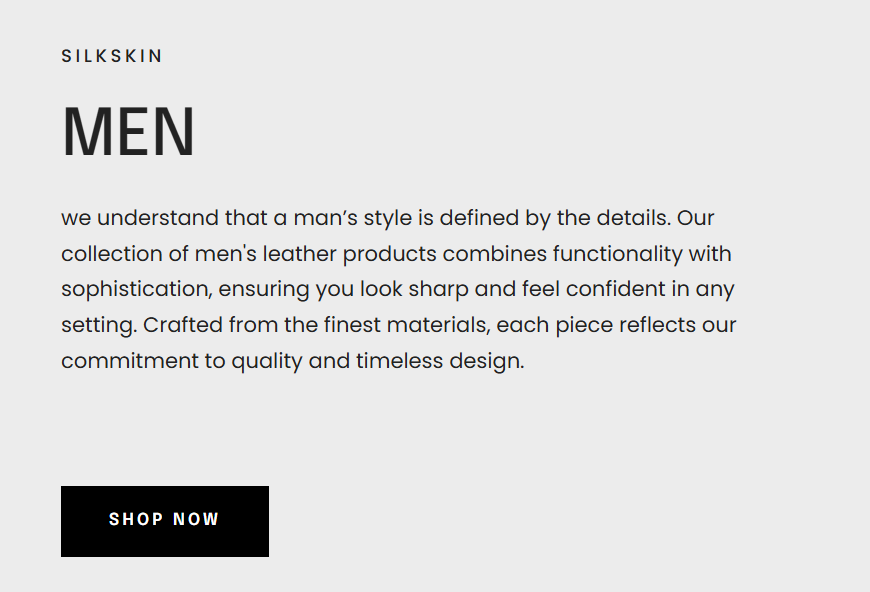 SILKSKIN
MEN
we understand that a man’s style is defined by the details. Our
collection of men's leather products combines functionality with
sophistication, ensuring you look sharp and feel confident in any
setting. Crafted from the finest materials, each piece reflects our
commitment to quality and timeless design.
SHOP NOW